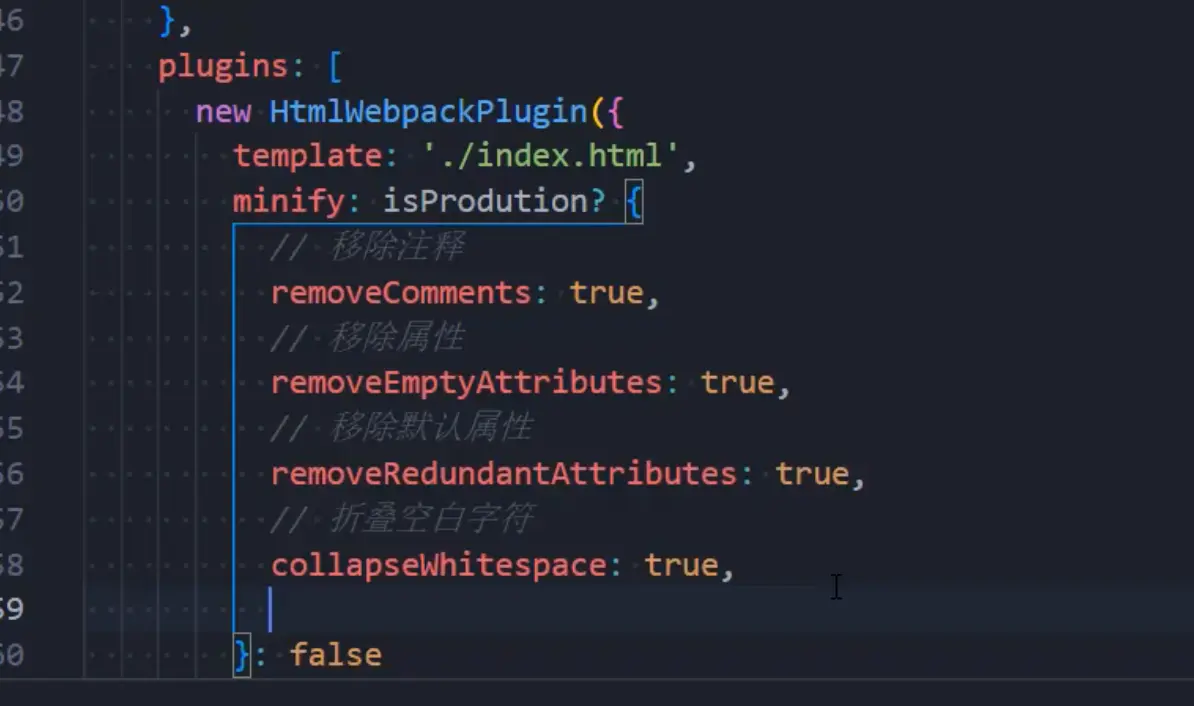 46 },
47 plugins: [
48 new HtmlWebpackPlugin({
49 template: './index.html',
50 minify: isProdution? {
51 // 移除注释
52 removeComments: true,
53 // 移除属性
54 removeEmptyAttributes: true,
55 // 移除默认属性
56 removeRedundantAttributes: true,
57 // 折叠空白字符
58 collapseWhitespace: true,
59
60 }: false